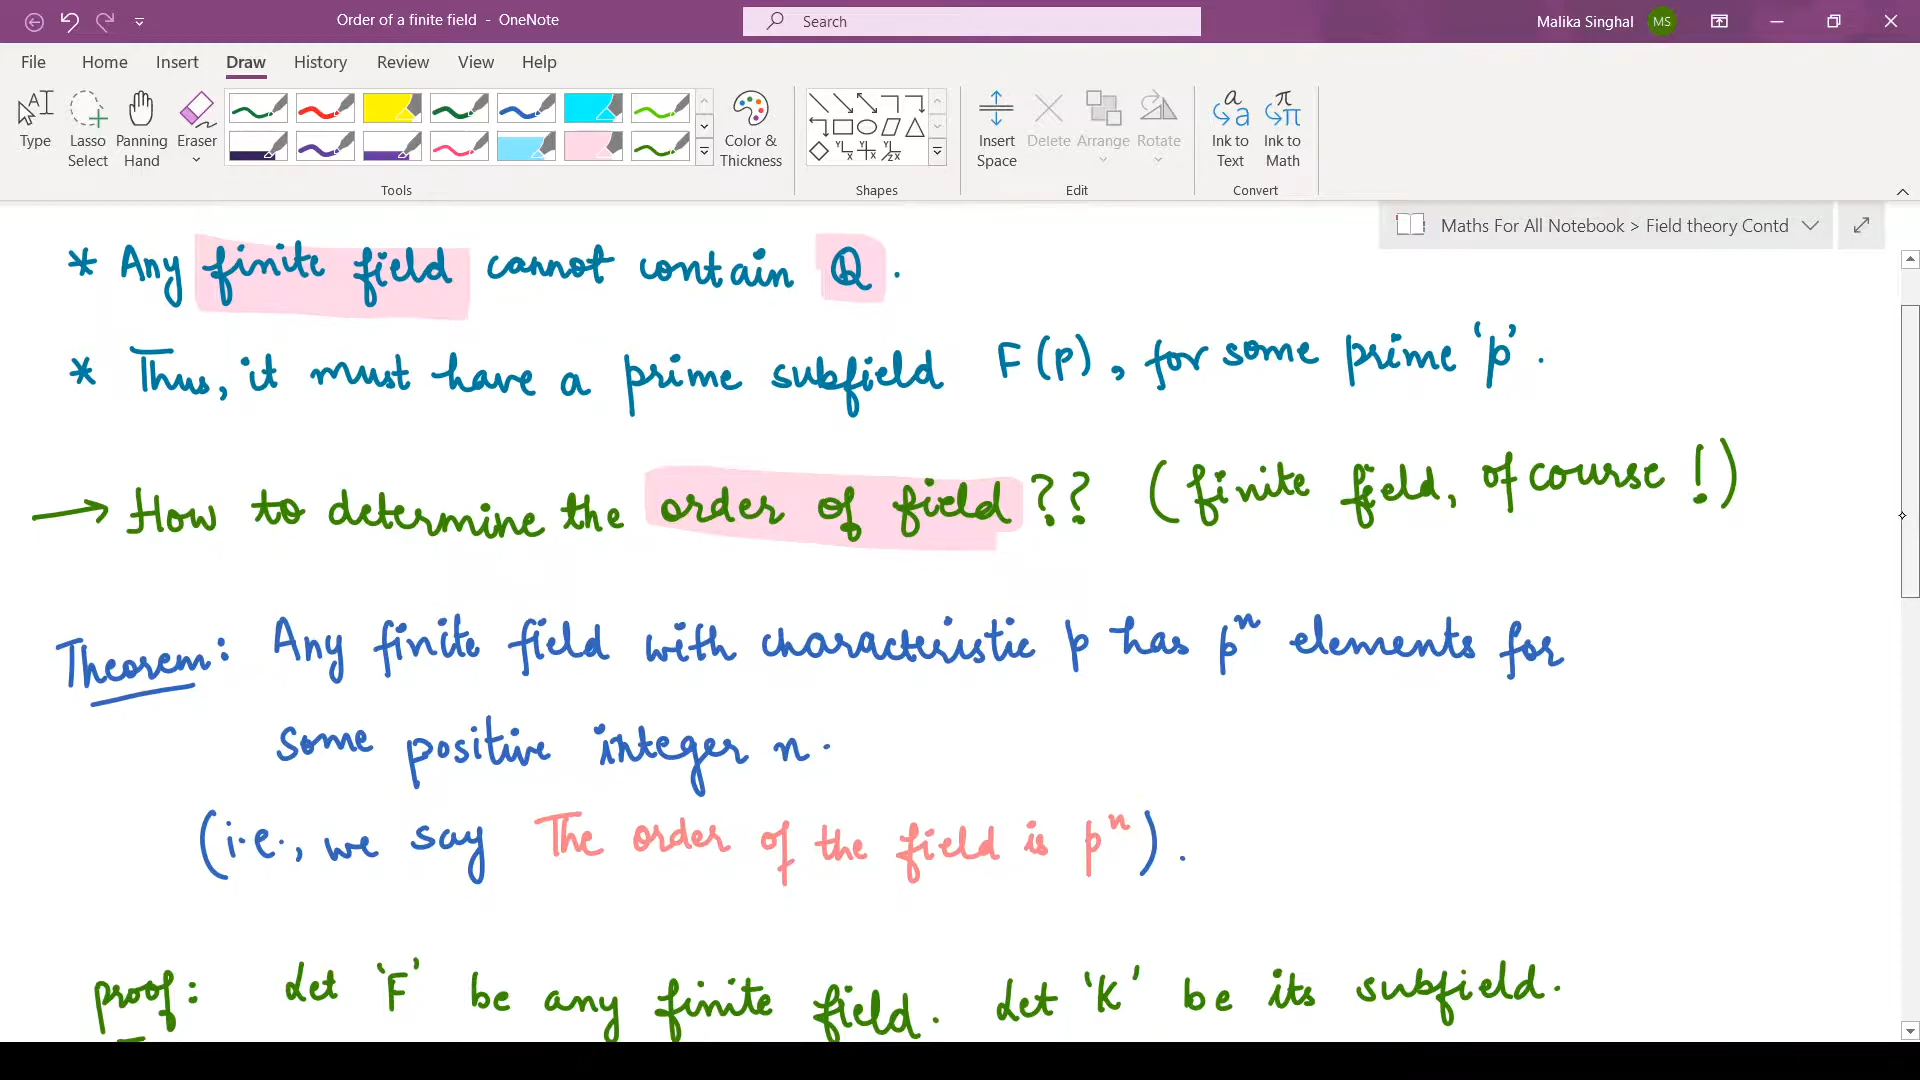 Order of a finite field - OneNote
Search
Malika Singhal MS
File Home Insert Draw History Review View Help
Type
Lasso Select
Panning Hand
Eraser
Color & Thickness
Insert Space
Delete
Arrange
Rotate
Ink to Text
Ink to Math
Tools
Shapes
Edit
Convert
Maths For All Notebook > Field theory Contd
* Any finite field cannot contain Q.
* Thus, it must have a prime subfield F(p), for some prime 'p'.
→ How to determine the order of field ?? (finite field, of course!)
Theorem: Any finite field with characteristic p has pⁿ elements for
some positive integer n.
(i.e., we say The order of the field is pⁿ).
proof: Let 'F' be any finite field. Let 'K' be its subfield.